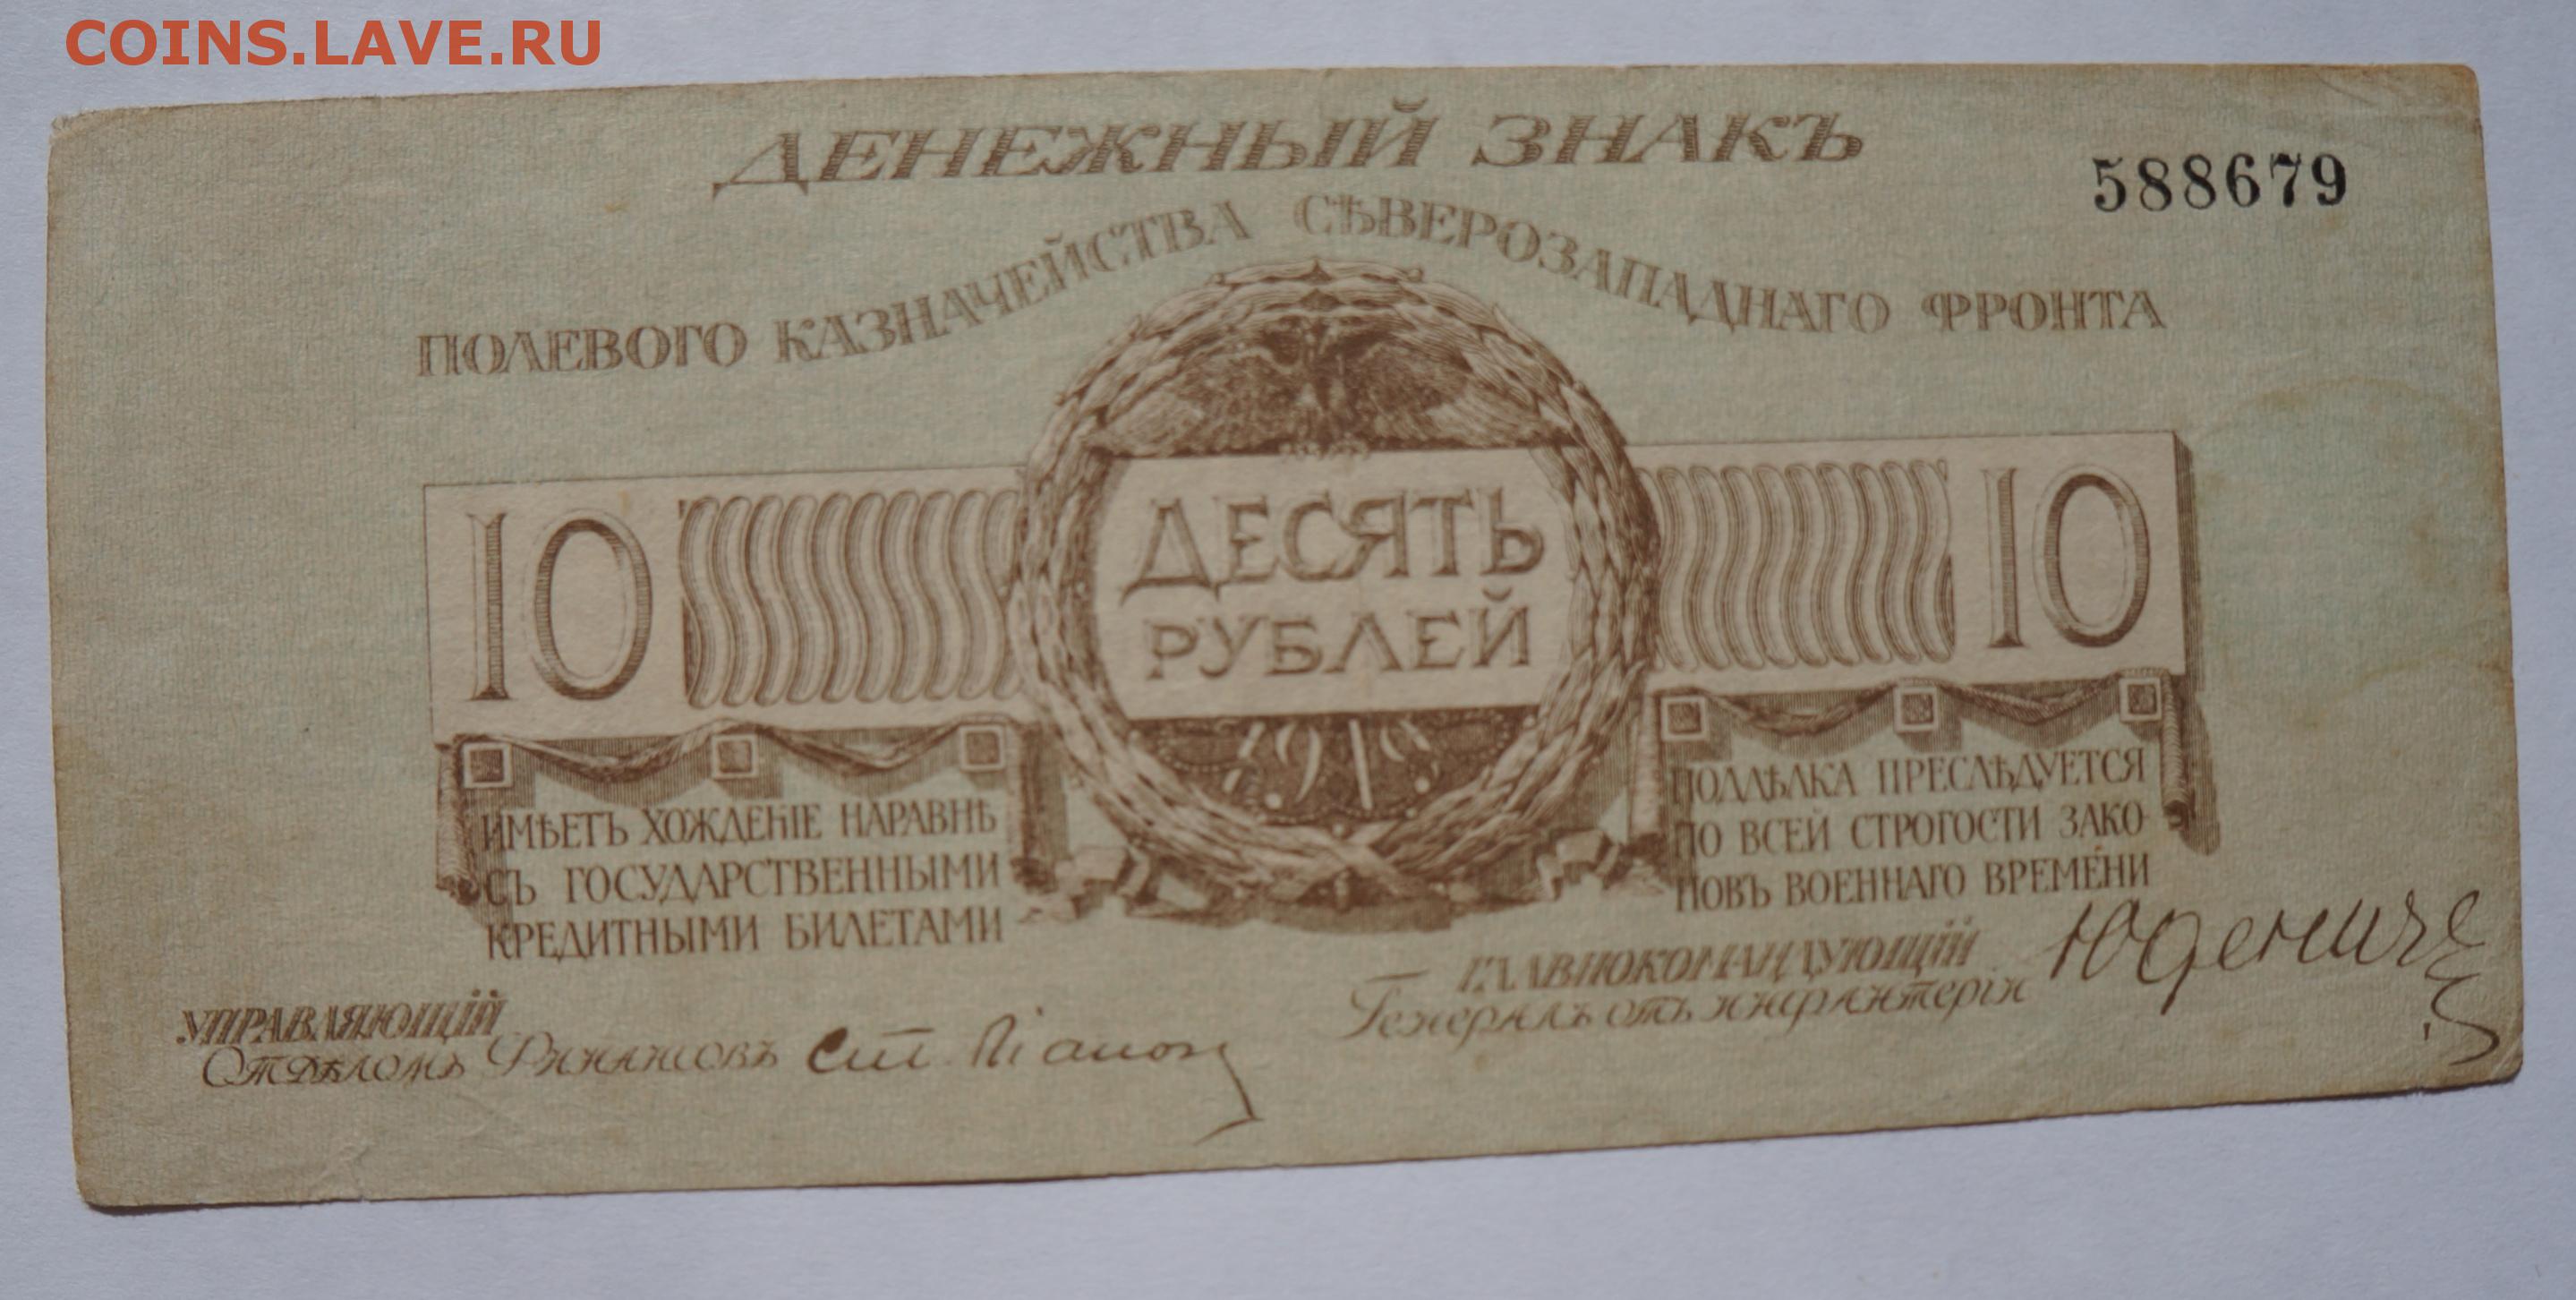 COINS.LAVE.RU
ДЕНЕЖНЫЙ ЗНАКЪ
588679
ПОЛЕВОГО КАЗНАЧЕЙСТВА СѢВЕРОЗАПАДНАГО ФРОНТА
10
ДЕСЯТЬ
РУБЛЕЙ
10
1919
ИМѢЕТЪ ХОЖДЕНІЕ НАРАВНѢ
СЪ ГОСУДАРСТВЕННЫМИ
КРЕДИТНЫМИ БИЛЕТАМИ
ПОДДѢЛКА ПРЕСЛѢДУЕТСЯ
ПО ВСЕЙ СТРОГОСТИ ЗАКО-
НОВЪ ВОЕННАГО ВРЕМЕНИ
УПРАВЛЯЮЩІЙ
Отдѣломъ Финансовъ
ГЛАВНОКОМАНДУЮЩІЙ
Генералъ отъ инфантеріи Юденичъ